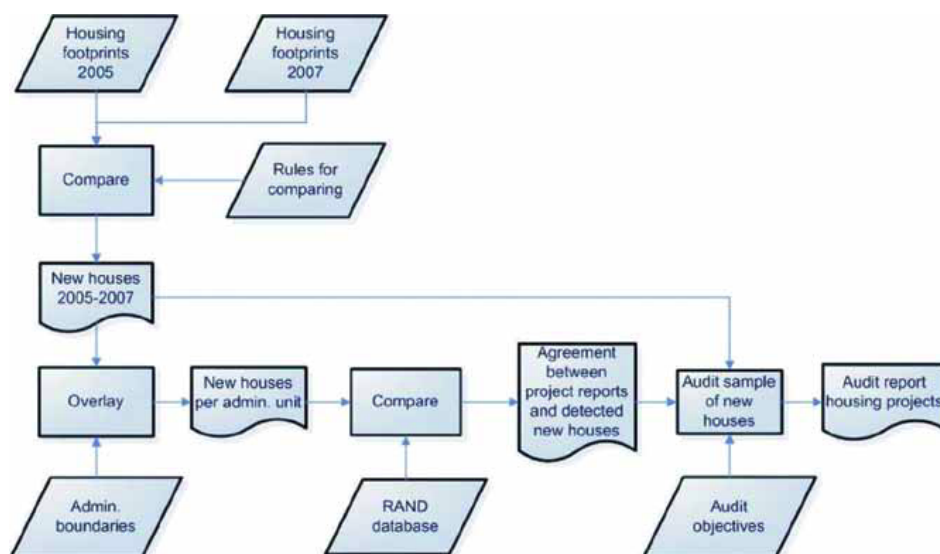 Housing
footprints
2005
Housing
footprints
2007
Compare
Rules for
comparing
New houses
2005-2007
Overlay
New houses
per admin. unit
Compare
Agreement
between
project reports
and detected
new houses
Audit sample
of new
houses
Audit report
housing projects
Admin.
boundaries
RAND
database
Audit
objectives